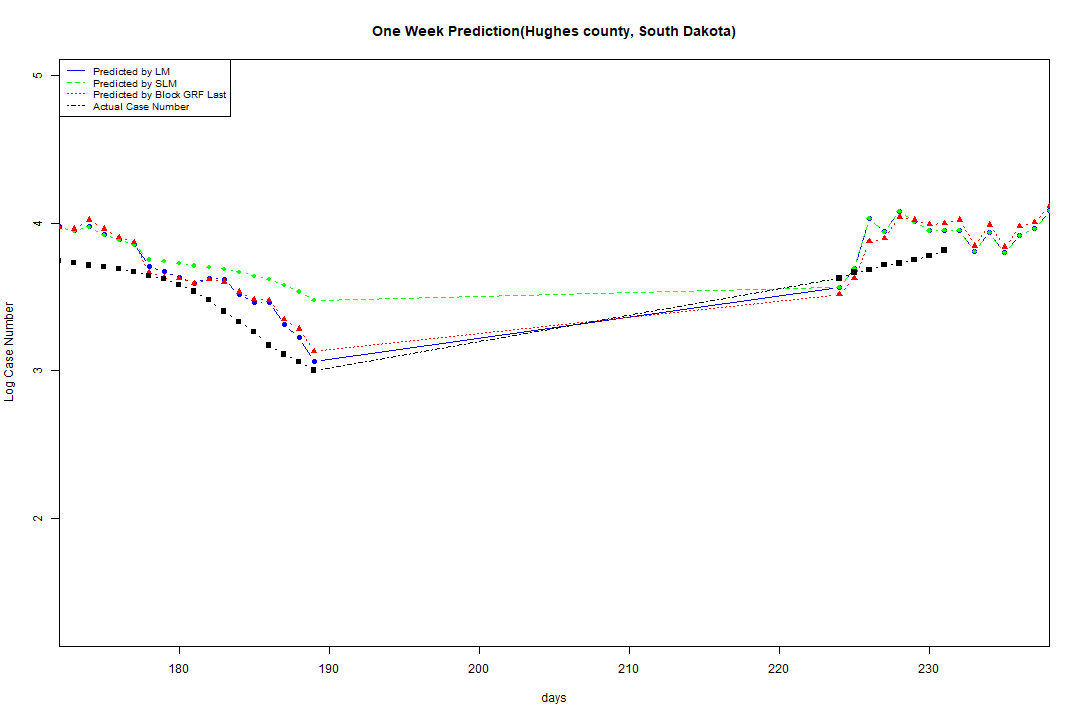 One Week Prediction(Hughes county, South Dakota)
Predicted by LM
Predicted by SLM
Predicted by Block GRF Last
Actual Case Number
5
4
3
2
Log Case Number
180 190 200 210 220 230
days